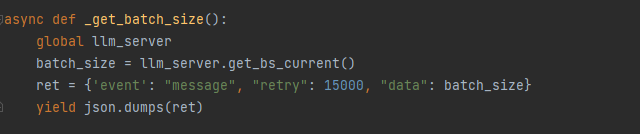 async def _get_batch_size():
    global llm_server
    batch_size = llm_server.get_bs_current()
    ret = {'event': "message", "retry": 15000, "data": batch_size}
    yield json.dumps(ret)